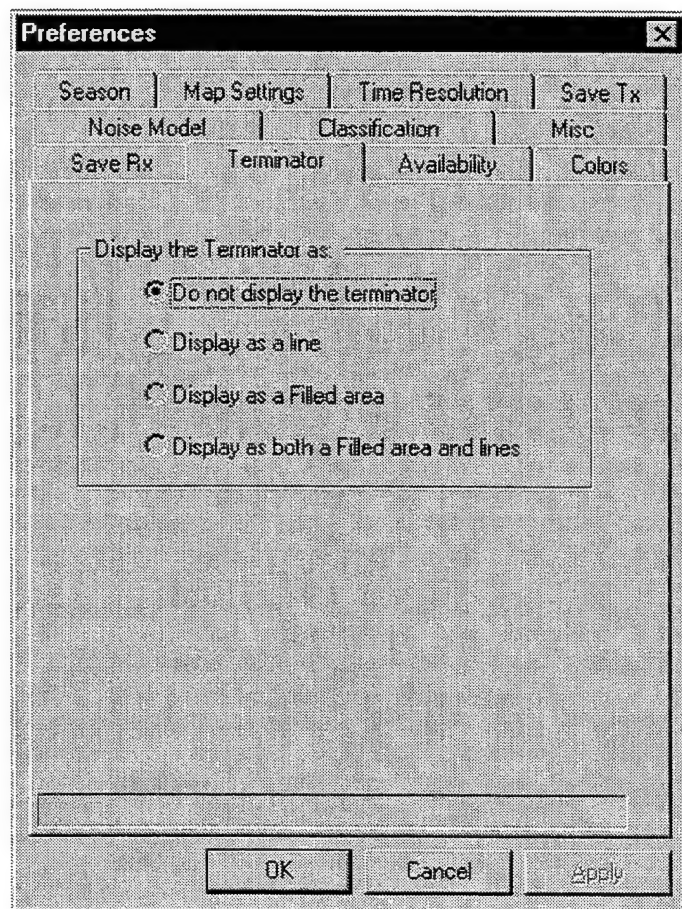 Preferences
Season Map Settings Time Resolution Save Tx
Noise Model Classification Misc
Save Rx Terminator Availability Colors
Display the Terminator as:
Do not display the terminator
Display as a line
Display as a Filled area
Display as both a Filled area and lines
OK Cancel Apply